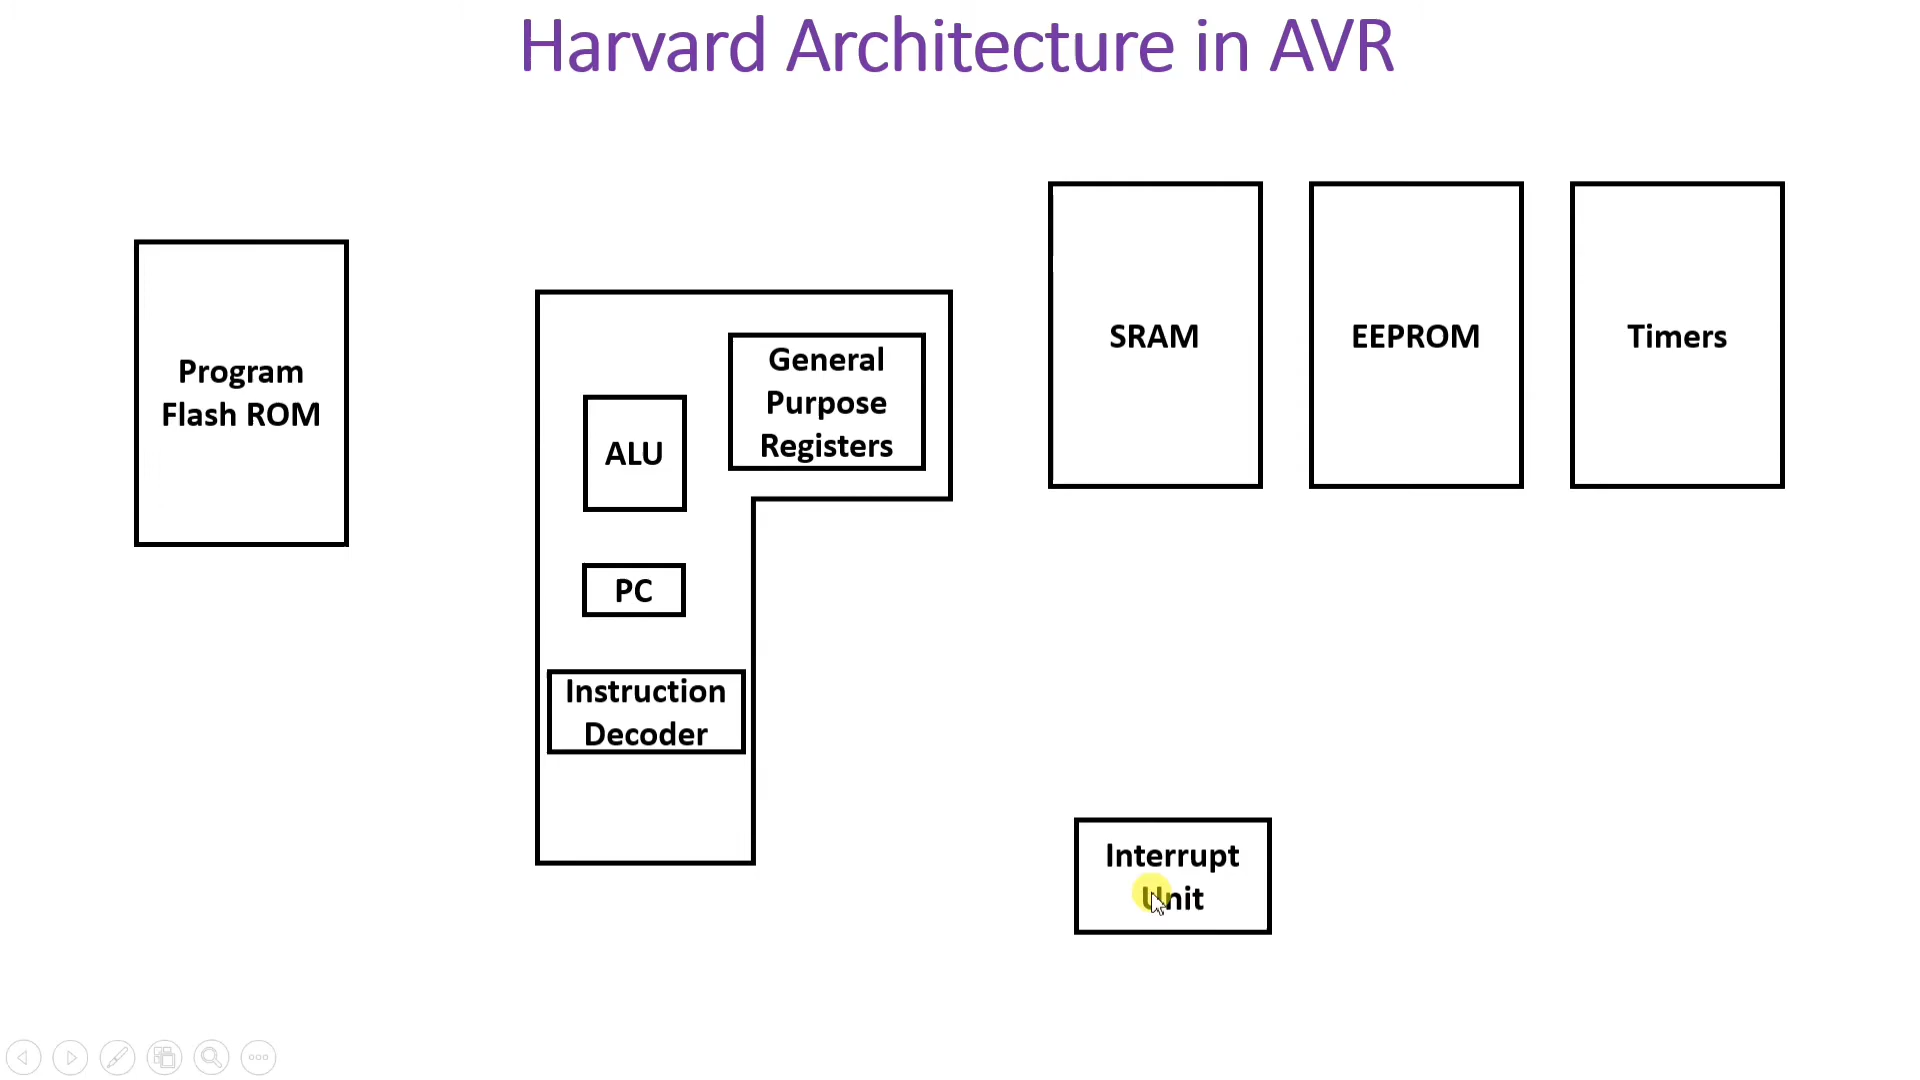 Harvard Architecture in AVR
Program
Flash ROM
General
Purpose
Registers
ALU
PC
Instruction
Decoder
SRAM
EEPROM
Timers
Interrupt
Unit